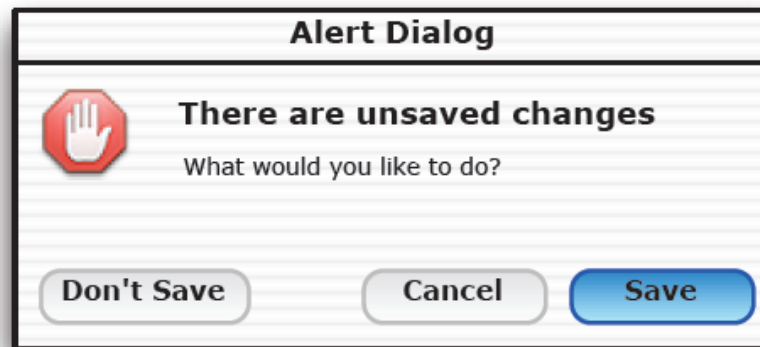 Alert Dialog
There are unsaved changes
What would you like to do?
Don't Save Cancel Save